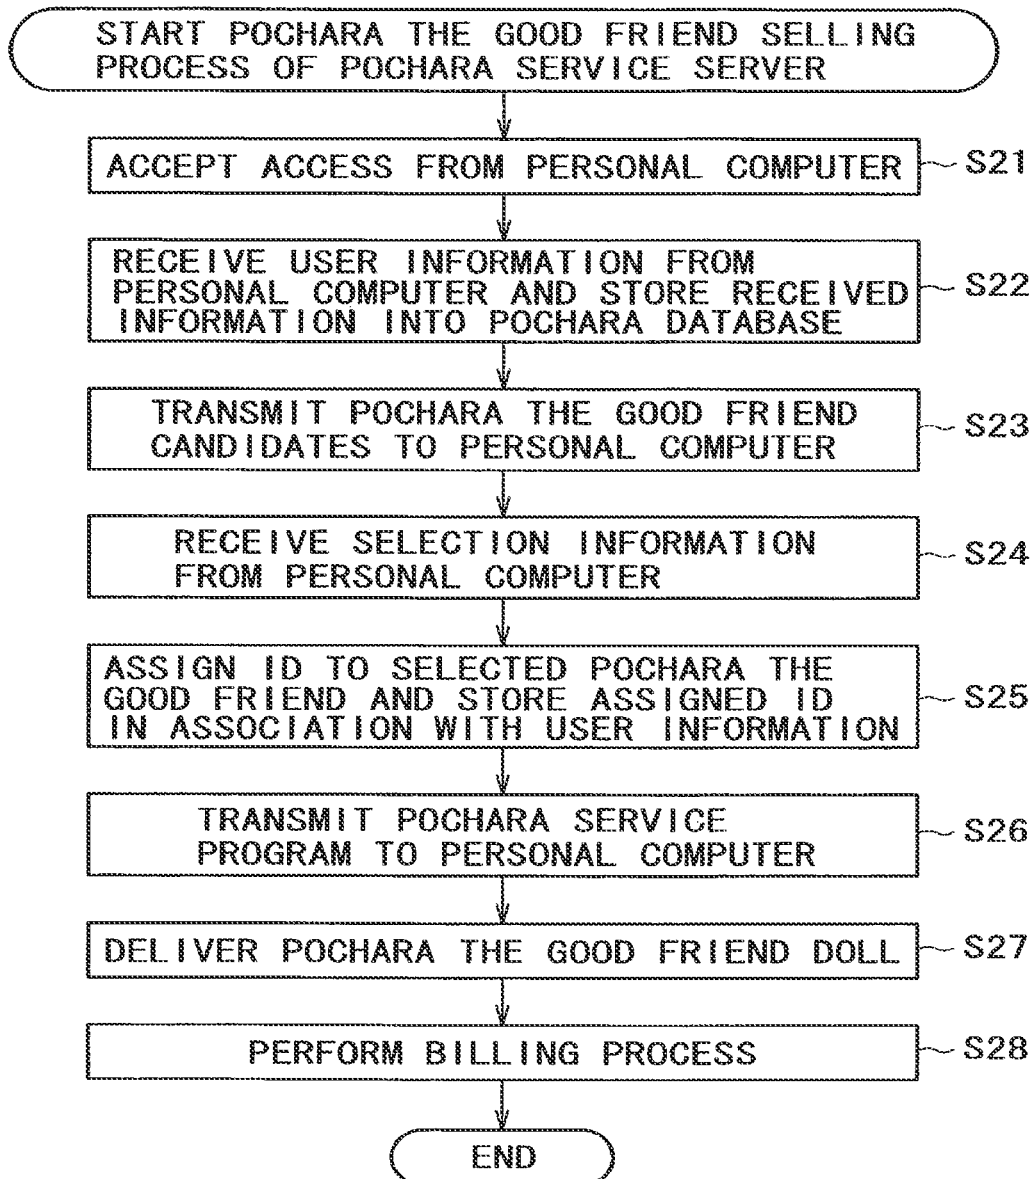 START POCHARA THE GOOD FRIEND SELLING
PROCESS OF POCHARA SERVICE SERVER
ACCEPT ACCESS FROM PERSONAL COMPUTER
S21
RECEIVE USER INFORMATION FROM
PERSONAL COMPUTER AND STORE RECEIVED
INFORMATION INTO POCHARA DATABASE
S22
TRANSMIT POCHARA THE GOOD FRIEND
CANDIDATES TO PERSONAL COMPUTER
S23
RECEIVE SELECTION INFORMATION
FROM PERSONAL COMPUTER
S24
ASSIGN ID TO SELECTED POCHARA THE
GOOD FRIEND AND STORE ASSIGNED ID
IN ASSOCIATION WITH USER INFORMATION
S25
TRANSMIT POCHARA SERVICE
PROGRAM TO PERSONAL COMPUTER
S26
DELIVER POCHARA THE GOOD FRIEND DOLL
S27
PERFORM BILLING PROCESS
S28
END